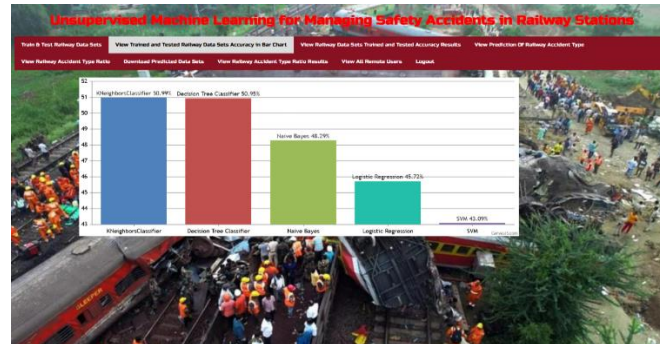 Unsupervised Machine Learning for Managing Safety Accidents in Railway Stations
Train & Test Railway Data Sets View Trained and Tested Railway Data Sets Accuracy in Bar Chart View Railway Data Sets Trained and Tested Accuracy Results View Prediction Of Railway Accident Type
View Railway Accident Type Ratio Download Predicted Data Sets View Railway Accident Type Ratio Results View All Remote Users Logout
52
KNeighborsClassifier 50.99% Decision Tree Classifier 50.95%
51
50
49
Naive Bayes 48.29%
48
47
46
Logistic Regression 45.72%
45
44
SVM 43.09%
43
KNeighborsClassifier Decision Tree Classifier Naive Bayes Logistic Regression SVM
SLEEPER